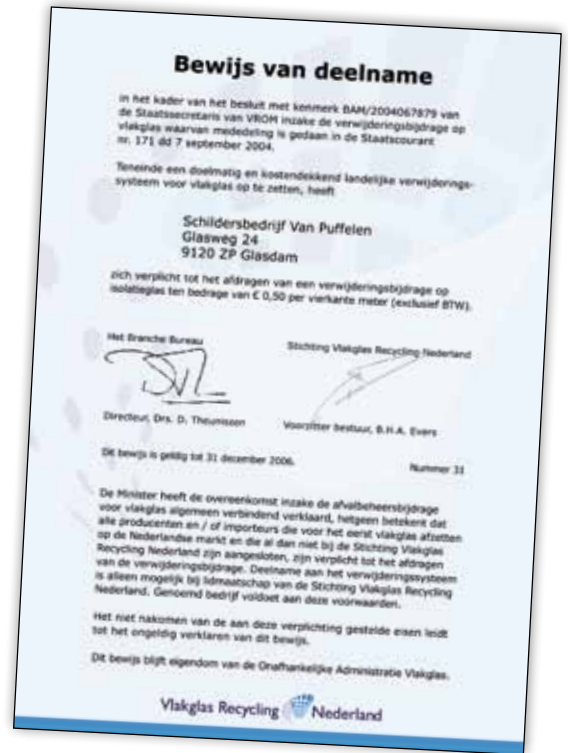 Bewijs van deelname
in het kader van het besluit met kenmerk BAM/2004067879 van
de Staatssecretaris van VROM inzake de verwijderingsbijdrage op
vlakglas waarvan mededeling is gedaan in de Staatscourant
nr. 171 dd 7 september 2004.
Teneinde een doelmatig en kostendekkend landelijke verwijderings-
systeem voor vlakglas op te zetten, heeft
Schildersbedrijf Van Puffelen
Glasweg 24
9120 ZP Glasdam
zich verplicht tot het afdragen van een verwijderingsbijdrage op
isolatieglas ten bedrage van € 0,50 per vierkante meter (exclusief BTW).
Het Branche Bureau
Stichting Vlakglas Recycling Nederland
Directeur, Drs. D. Theunissen
Voorzitter bestuur, B.H.A. Evers
Dit bewijs is geldig tot 31 december 2006.
Nummer 31
De Minister heeft de overeenkomst inzake de afvalbeheersbijdrage
voor vlakglas algemeen verbindend verklaard, hetgeen betekent dat
alle producenten en / of importeurs die voor het eerst vlakglas afzetten
op de Nederlandse markt en die al dan niet bij de Stichting Vlakglas
Recycling Nederland zijn aangesloten, zijn verplicht tot het afdragen
van de verwijderingsbijdrage. Deelname aan het verwijderingssysteem
is alleen mogelijk bij lidmaatschap van de Stichting Vlakglas Recycling
Nederland. Genoemd bedrijf voldoet aan deze voorwaarden.
Het niet nakomen van de aan deze verplichting gestelde eisen leidt
tot het ongeldig verklaren van dit bewijs.
Dit bewijs blijft eigendom van de Onafhankelijke Administratie Vlakglas.
Vlakglas Recycling Nederland